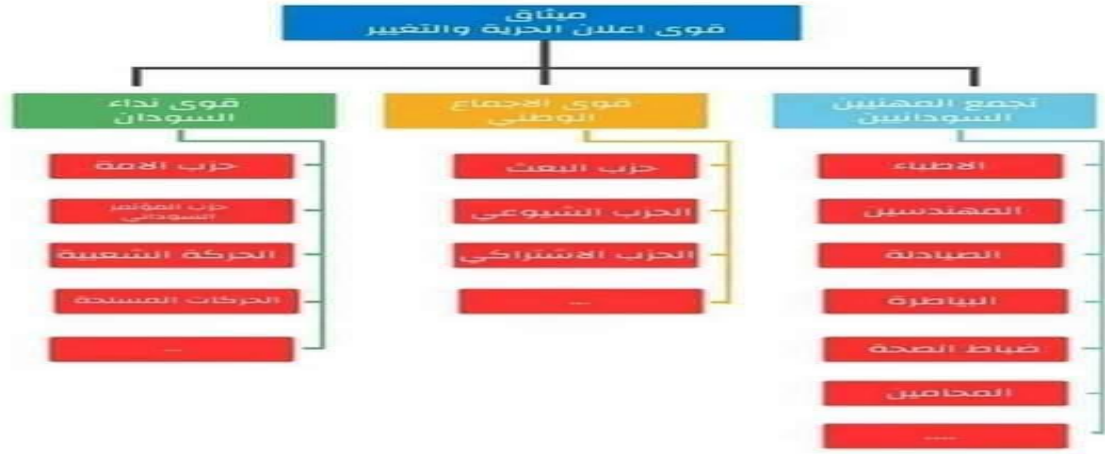 ميثاق
قوى اعلان الحرية والتغيير
تجمع المهنيين
السودانيين
الاطباء
المهندسين
الصيادلة
البياطرة
ضباط الصحة
المحامين
....
قوى الاجماع
الوطني
حزب البعث
الحزب الشيوعي
الحزب الاشتراكي
...
قوى نداء
السودان
حزب الامة
حزب المؤتمر
السوداني
الحركة الشعبية
الحركات المسلحة
...